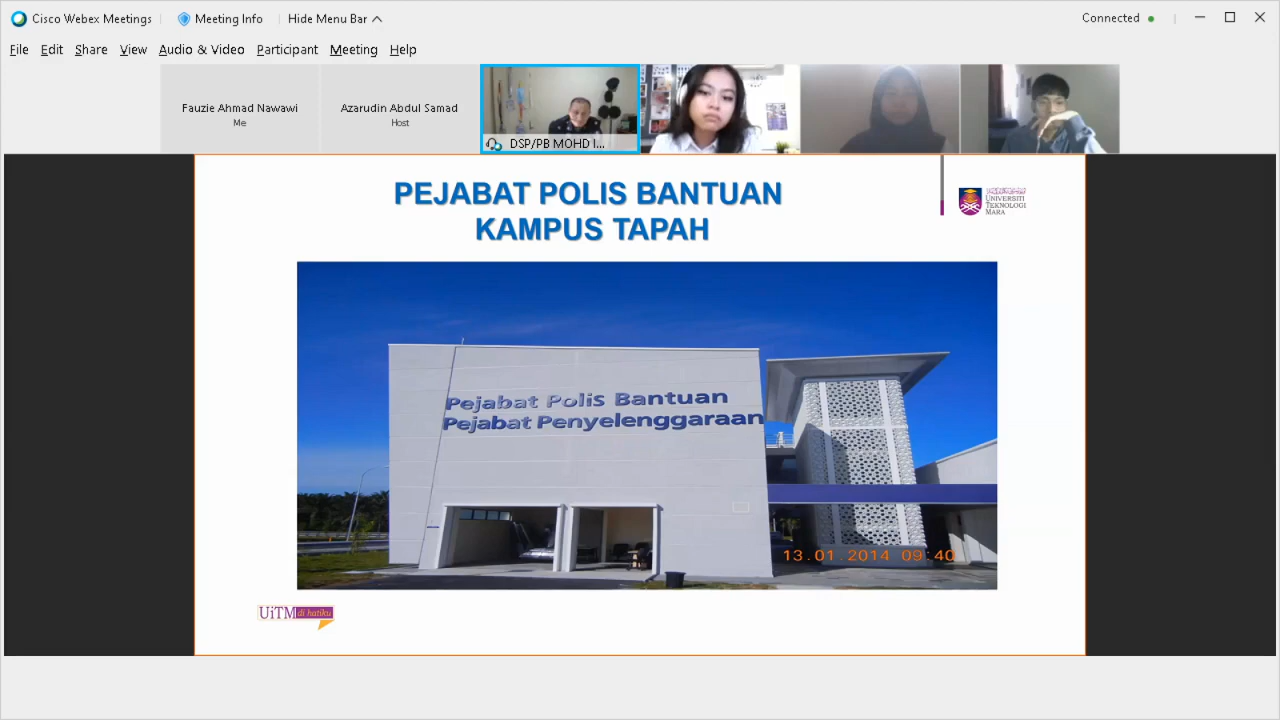 Cisco Webex Meetings
Meeting Info
Hide Menu Bar
Connected
File Edit Share View Audio & Video Participant Meeting Help
Fauzie Ahmad Nawawi
Me
Azarudin Abdul Samad
Host
DSP/PB MOHD I...
PEJABAT POLIS BANTUAN
KAMPUS TAPAH
UNIVERSITI
TEKNOLOGI
MARA
Pejabat Polis Bantuan
Pejabat Penyelenggaraan
13.01.2014 09:40
UiTM di hatiku